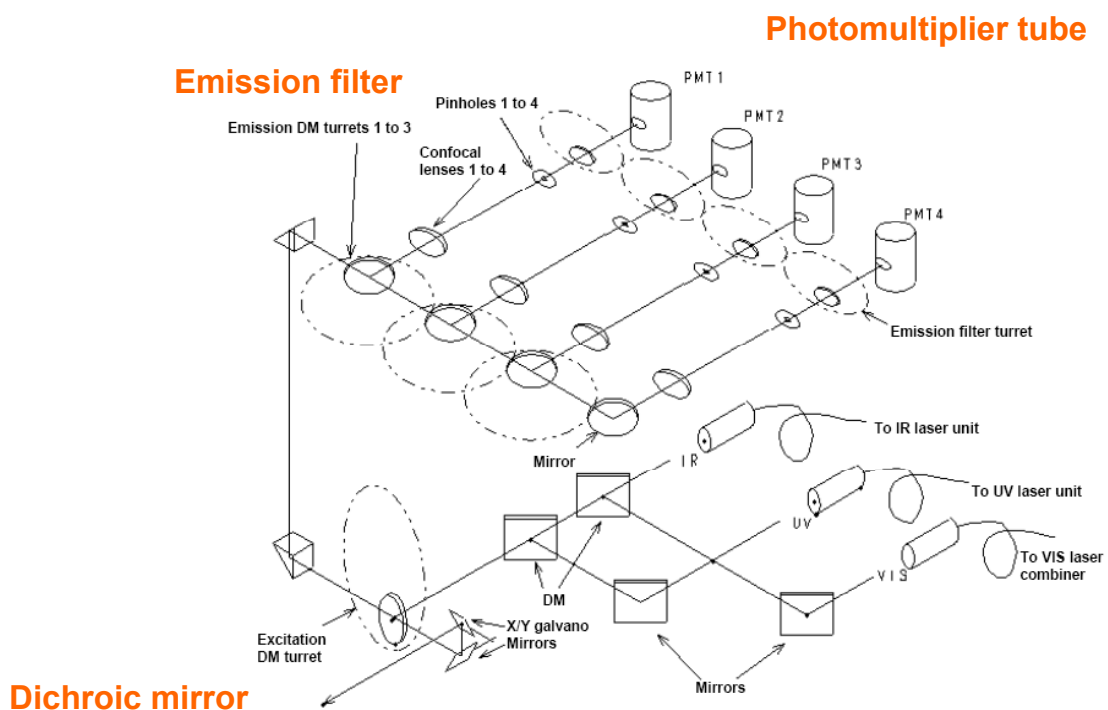 Photomultiplier tube
Emission filter
PMT1
Pinholes 1 to 4
PMT2
Emission DM turrets 1 to 3
Confocal
lenses 1 to 4
PMT3
PMT4
Emission filter turret
To IR laser unit
Mirror
IR
To UV laser unit
UV
To VIS laser
combiner
VIS
DM
X/Y galvano
Mirrors
Excitation
DM turret
Mirrors
Dichroic mirror